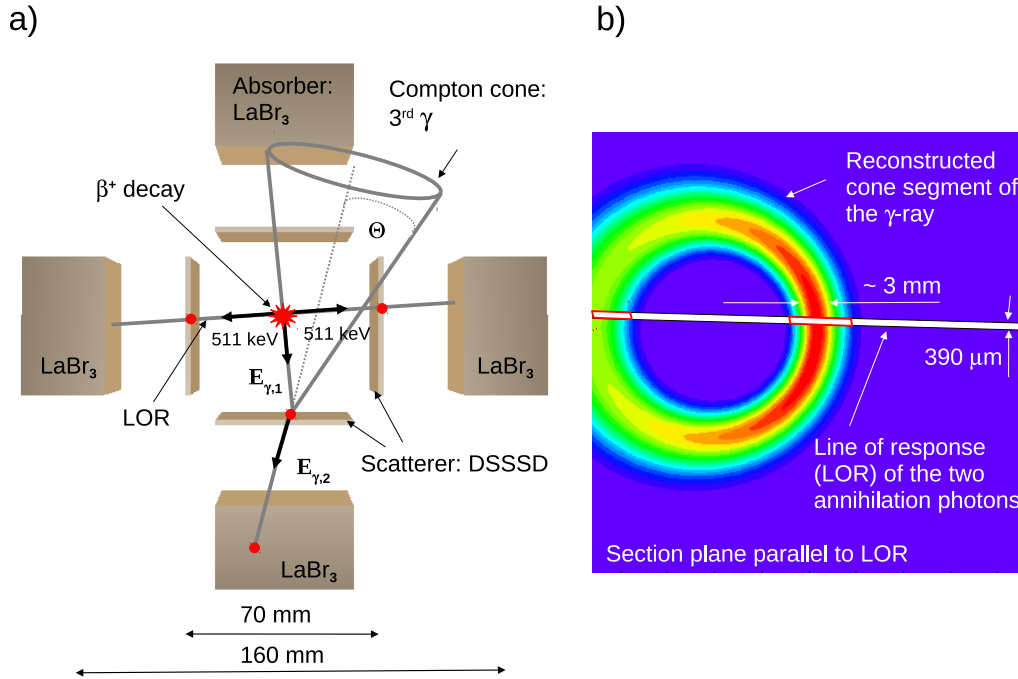 a)
Absorber:
LaBr₃
Compton cone:
3ʳᵈ γ
β⁺ decay
Θ
511 keV
511 keV
LaBr₃
LaBr₃
E_γ,1
LOR
Scatterer: DSSSD
E_γ,2
LaBr₃
70 mm
160 mm
b)
Reconstructed
cone segment of
the γ-ray
~ 3 mm
390 μm
Line of response
(LOR) of the two
annihilation photons
Section plane parallel to LOR